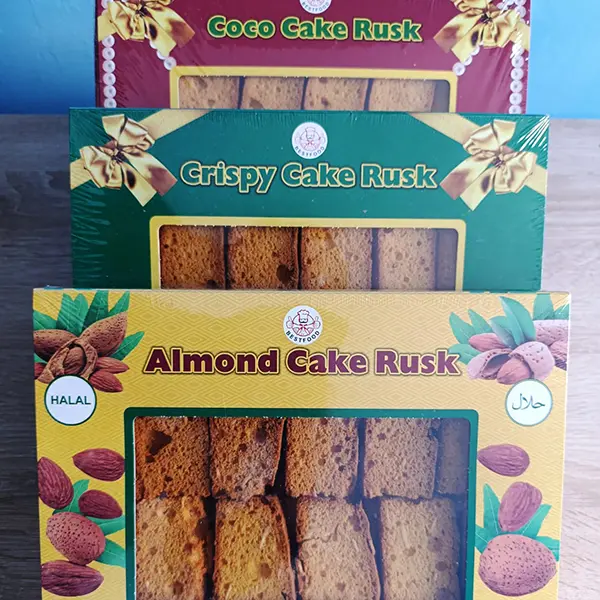 Coco Cake Rusk
BESTFOOD
Crispy Cake Rusk
BESTFOOD
Almond Cake Rusk
HALAL
حلال